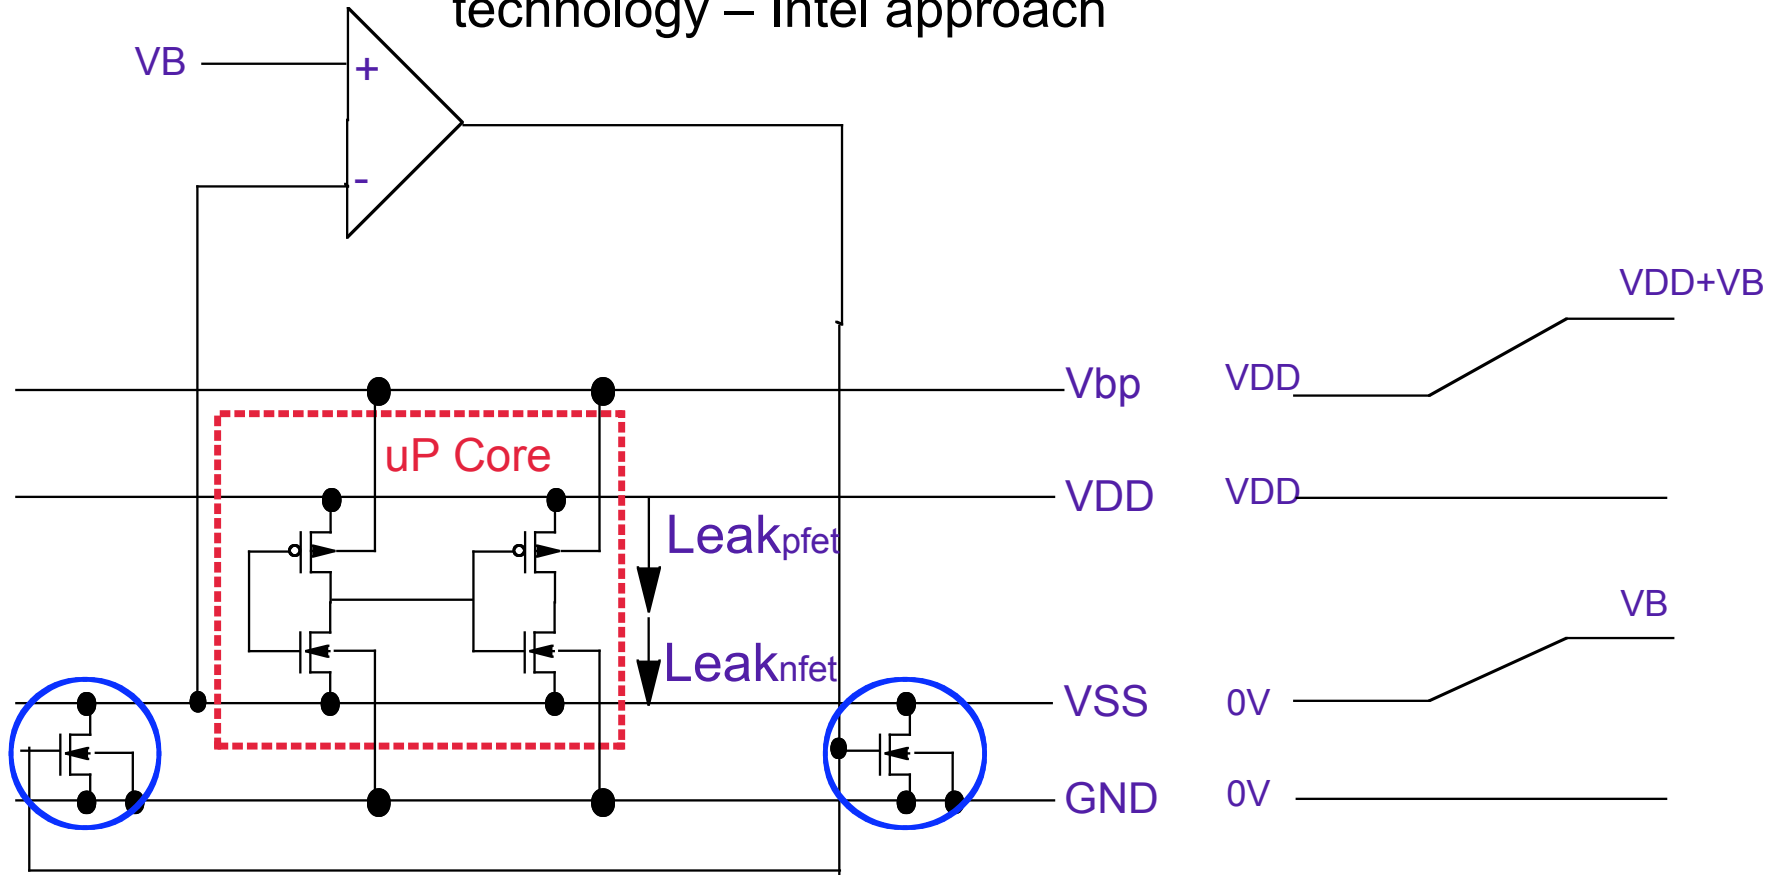 technology – Intel approach
VB
+
-
VDD+VB
Vbp
VDD
uP Core
VDD
VDD
Leakpfet
VB
Leaknfet
VSS
0V
GND
0V